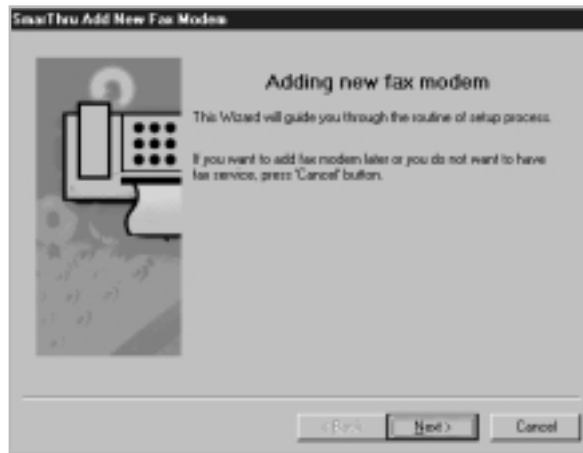 SmarThru Add New Fax Modem
Adding new fax modem
This Wizard will guide you through the routine of setup process.
If you want to add fax modem later or you do not want to have
fax service, press 'Cancel' button.
< Back
Next >
Cancel